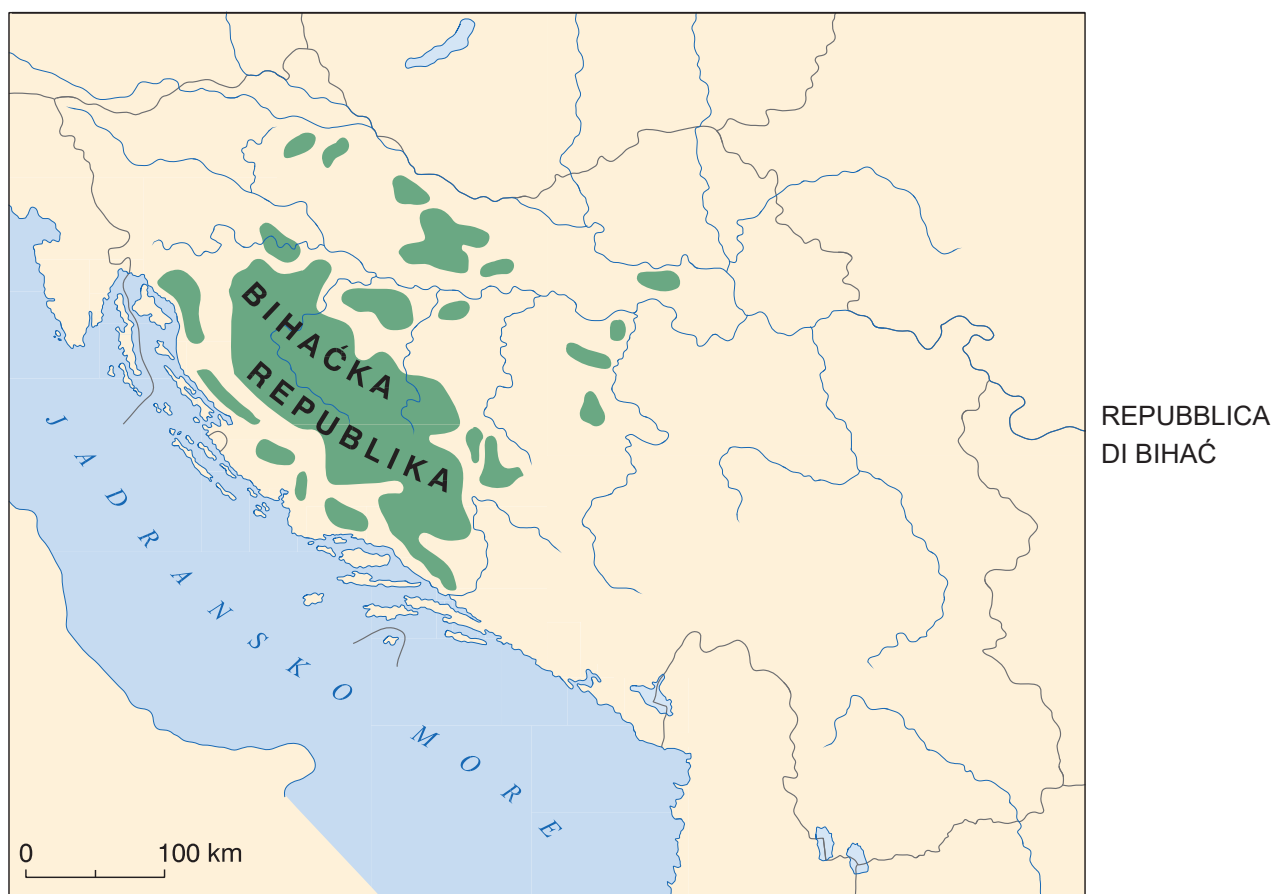 BIHAĆKA
REPUBLIKA
JADRANSKO MORE
0 100 km
REPUBBLICA
DI BIHAĆ